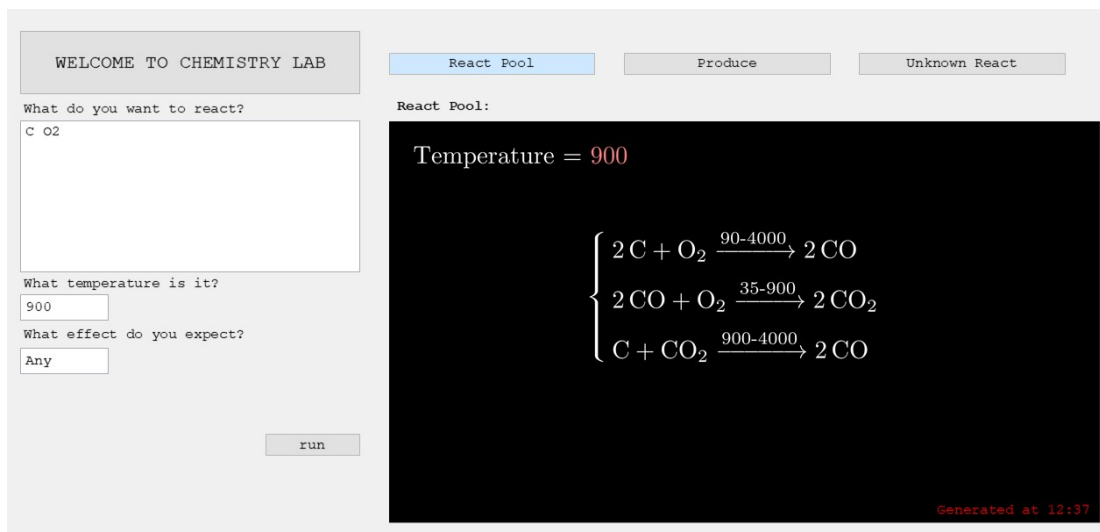 WELCOME TO CHEMISTRY LAB
What do you want to react?
C O2
What temperature is it?
900
What effect do you expect?
Any
run
React Pool
Produce
Unknown React
React Pool:
Temperature = 900
2 C + O₂ 90-4000 → 2 CO
2 CO + O₂ 35-900 → 2 CO₂
C + CO₂ 900-4000 → 2 CO
Generated at 12:37